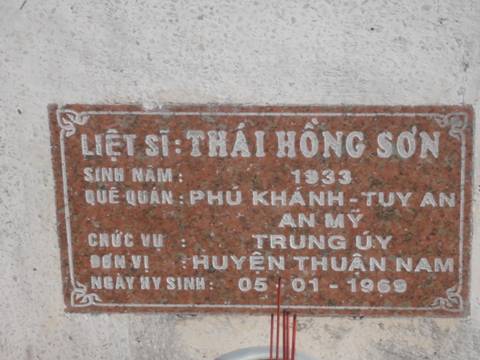 LIỆT SĨ: THÁI HỒNG SƠN
SINH NĂM: 1933
QUÊ QUÁN: PHÚ KHÁNH - TUY AN
AN MỸ
CHỨC VỤ : TRUNG ÚY
ĐƠN VỊ : HUYỆN THUẬN NAM
NGÀY HY SINH: 05 - 01 - 1969